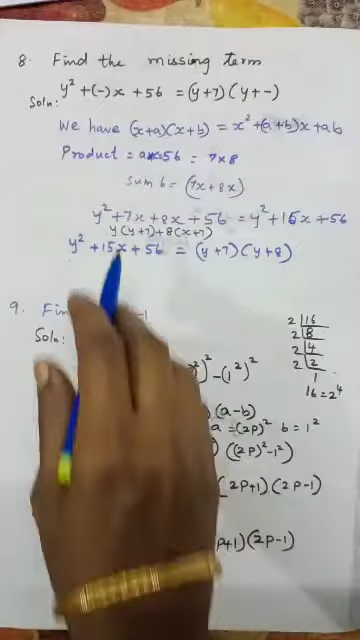 8. Find the missing term
y² + (-)x + 56 = (y+7)(y+-)
Soln:
We have (x+a)(x+b) = x² + (a+b)x + ab
Product = 56 = 7x8
Sum = (7x+8x)
y² + 7x + 8x + 56 = y² + 15x + 56
y(y+7) + 8(x+7)
y² + 15x + 56 = (y+7)(y+8)
9. -1
Soln:
)² - (1²)²
2 16
2 8
2 4
2 2
1
16 = 2⁴
(a-b)
a = (2P)² b = 1²
) ((2P)² - 1²)
(2P+1)(2P-1)
P+1)(2P-1)